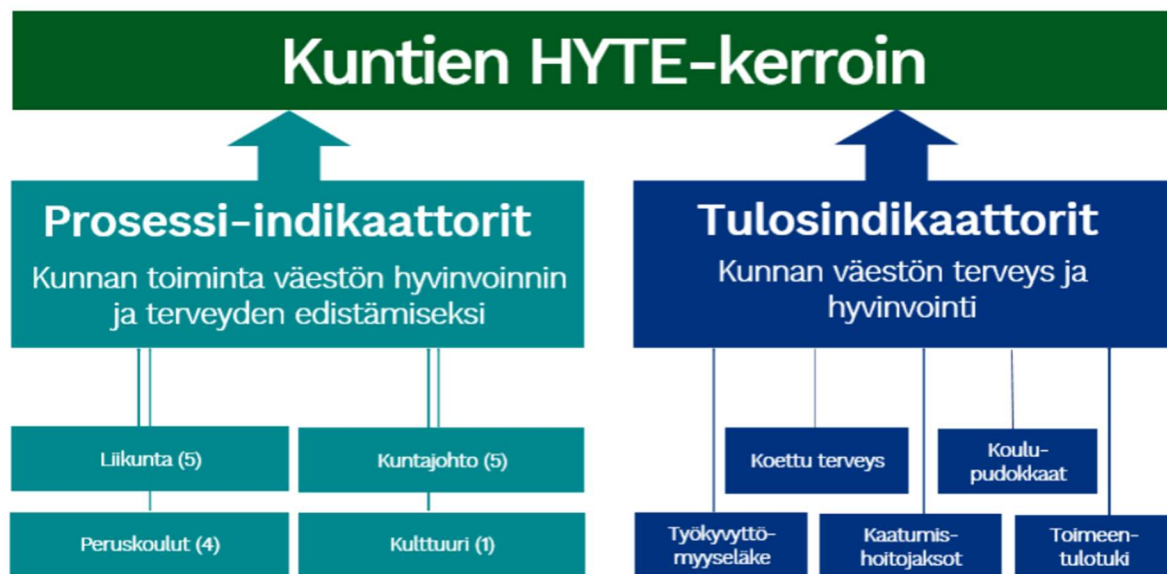 Kuntien HYTE-kerroin
Prosessi-indikaattorit
Kunnan toiminta väestön hyvinvoinnin
ja terveyden edistämiseksi
Liikunta (5)
Kuntajohto (5)
Peruskoulut (4)
Kulttuuri (1)
Tulosindikaattorit
Kunnan väestön terveys ja
hyvinvointi
Koettu terveys
Koulu-
pudokkaat
Työkyvyttö-
myyseläke
Kaatumis-
hoitojaksot
Toimeen-
tulotuki